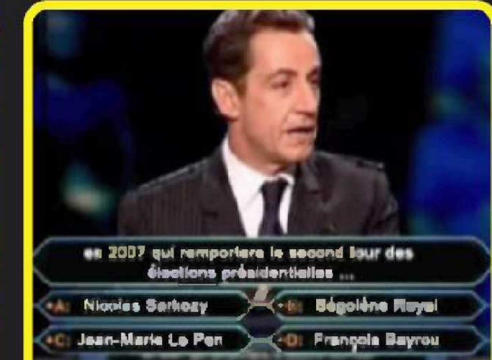 en 2007 qui remportera le second tour des
élections présidentielles ...
A: Nicolas Sarkozy
B: Ségolène Royal
C: Jean-Marie Le Pen
D: François Bayrou